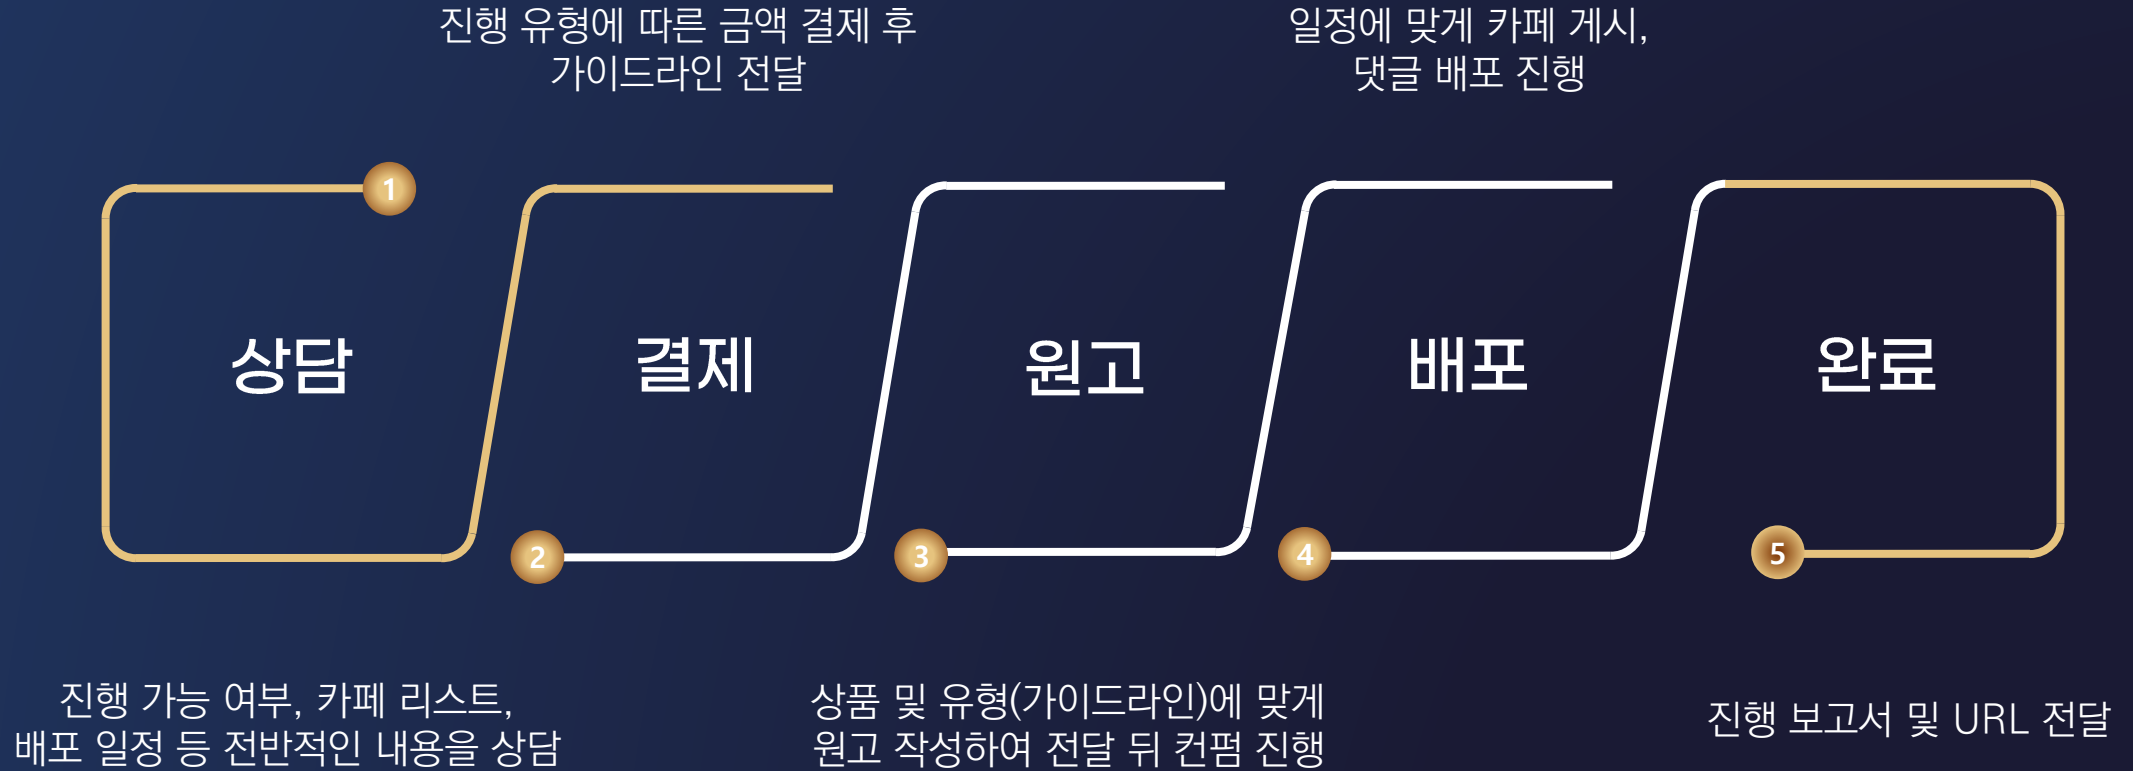 진행 유형에 따른 금액 결제 후
가이드라인 전달
일정에 맞게 카페 게시,
댓글 배포 진행
1
상담
결제
원고
배포
완료
2
3
4
5
진행 가능 여부, 카페 리스트,
배포 일정 등 전반적인 내용을 상담
상품 및 유형(가이드라인)에 맞게
원고 작성하여 전달 뒤 컨펌 진행
진행 보고서 및 URL 전달